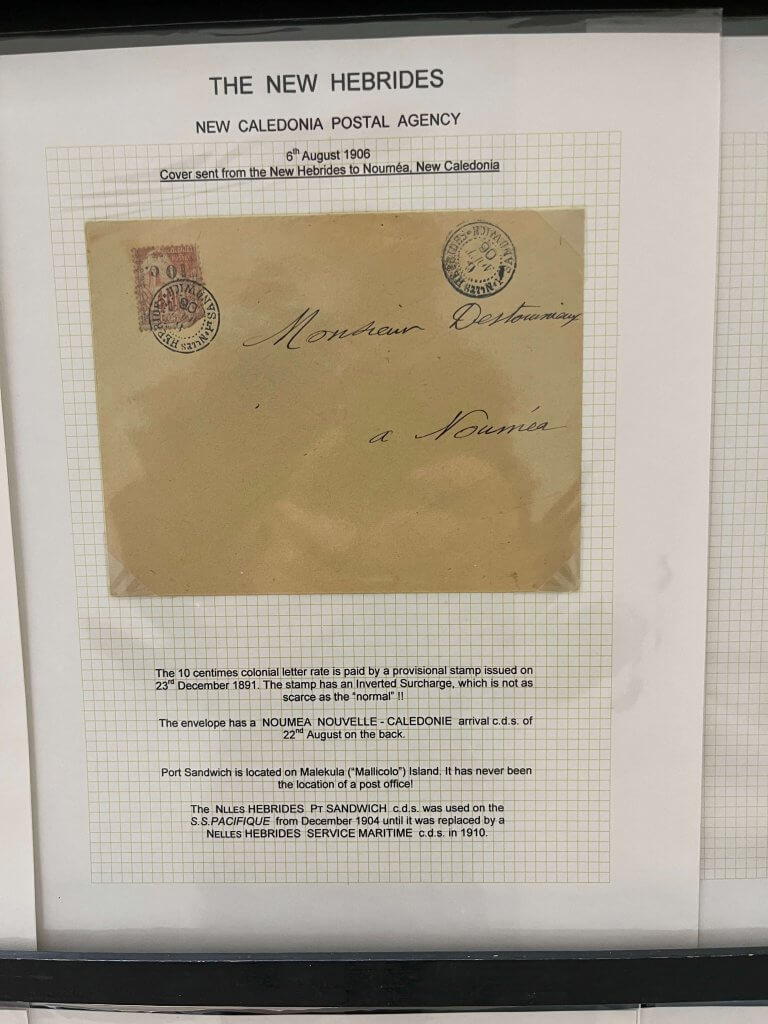 THE NEW HEBRIDES
NEW CALEDONIA POSTAL AGENCY
6th August 1906
Cover sent from the New Hebrides to Nouméa, New Caledonia
10 c.
Monsieur Destournieux
a Nouméa
The 10 centimes colonial letter rate is paid by a provisional stamp issued on
23rd December 1891. The stamp has an Inverted Surcharge, which is not as
scarce as the "normal" !!
The envelope has a NOUMEA NOUVELLE - CALEDONIE arrival c.d.s. of
22nd August on the back.
Port Sandwich is located on Malekula ("Mallicolo") Island. It has never been
the location of a post office!
The NLLES HEBRIDES PT SANDWICH c.d.s. was used on the
S.S.PACIFIQUE from December 1904 until it was replaced by a
NELLES HEBRIDES SERVICE MARITIME c.d.s. in 1910.